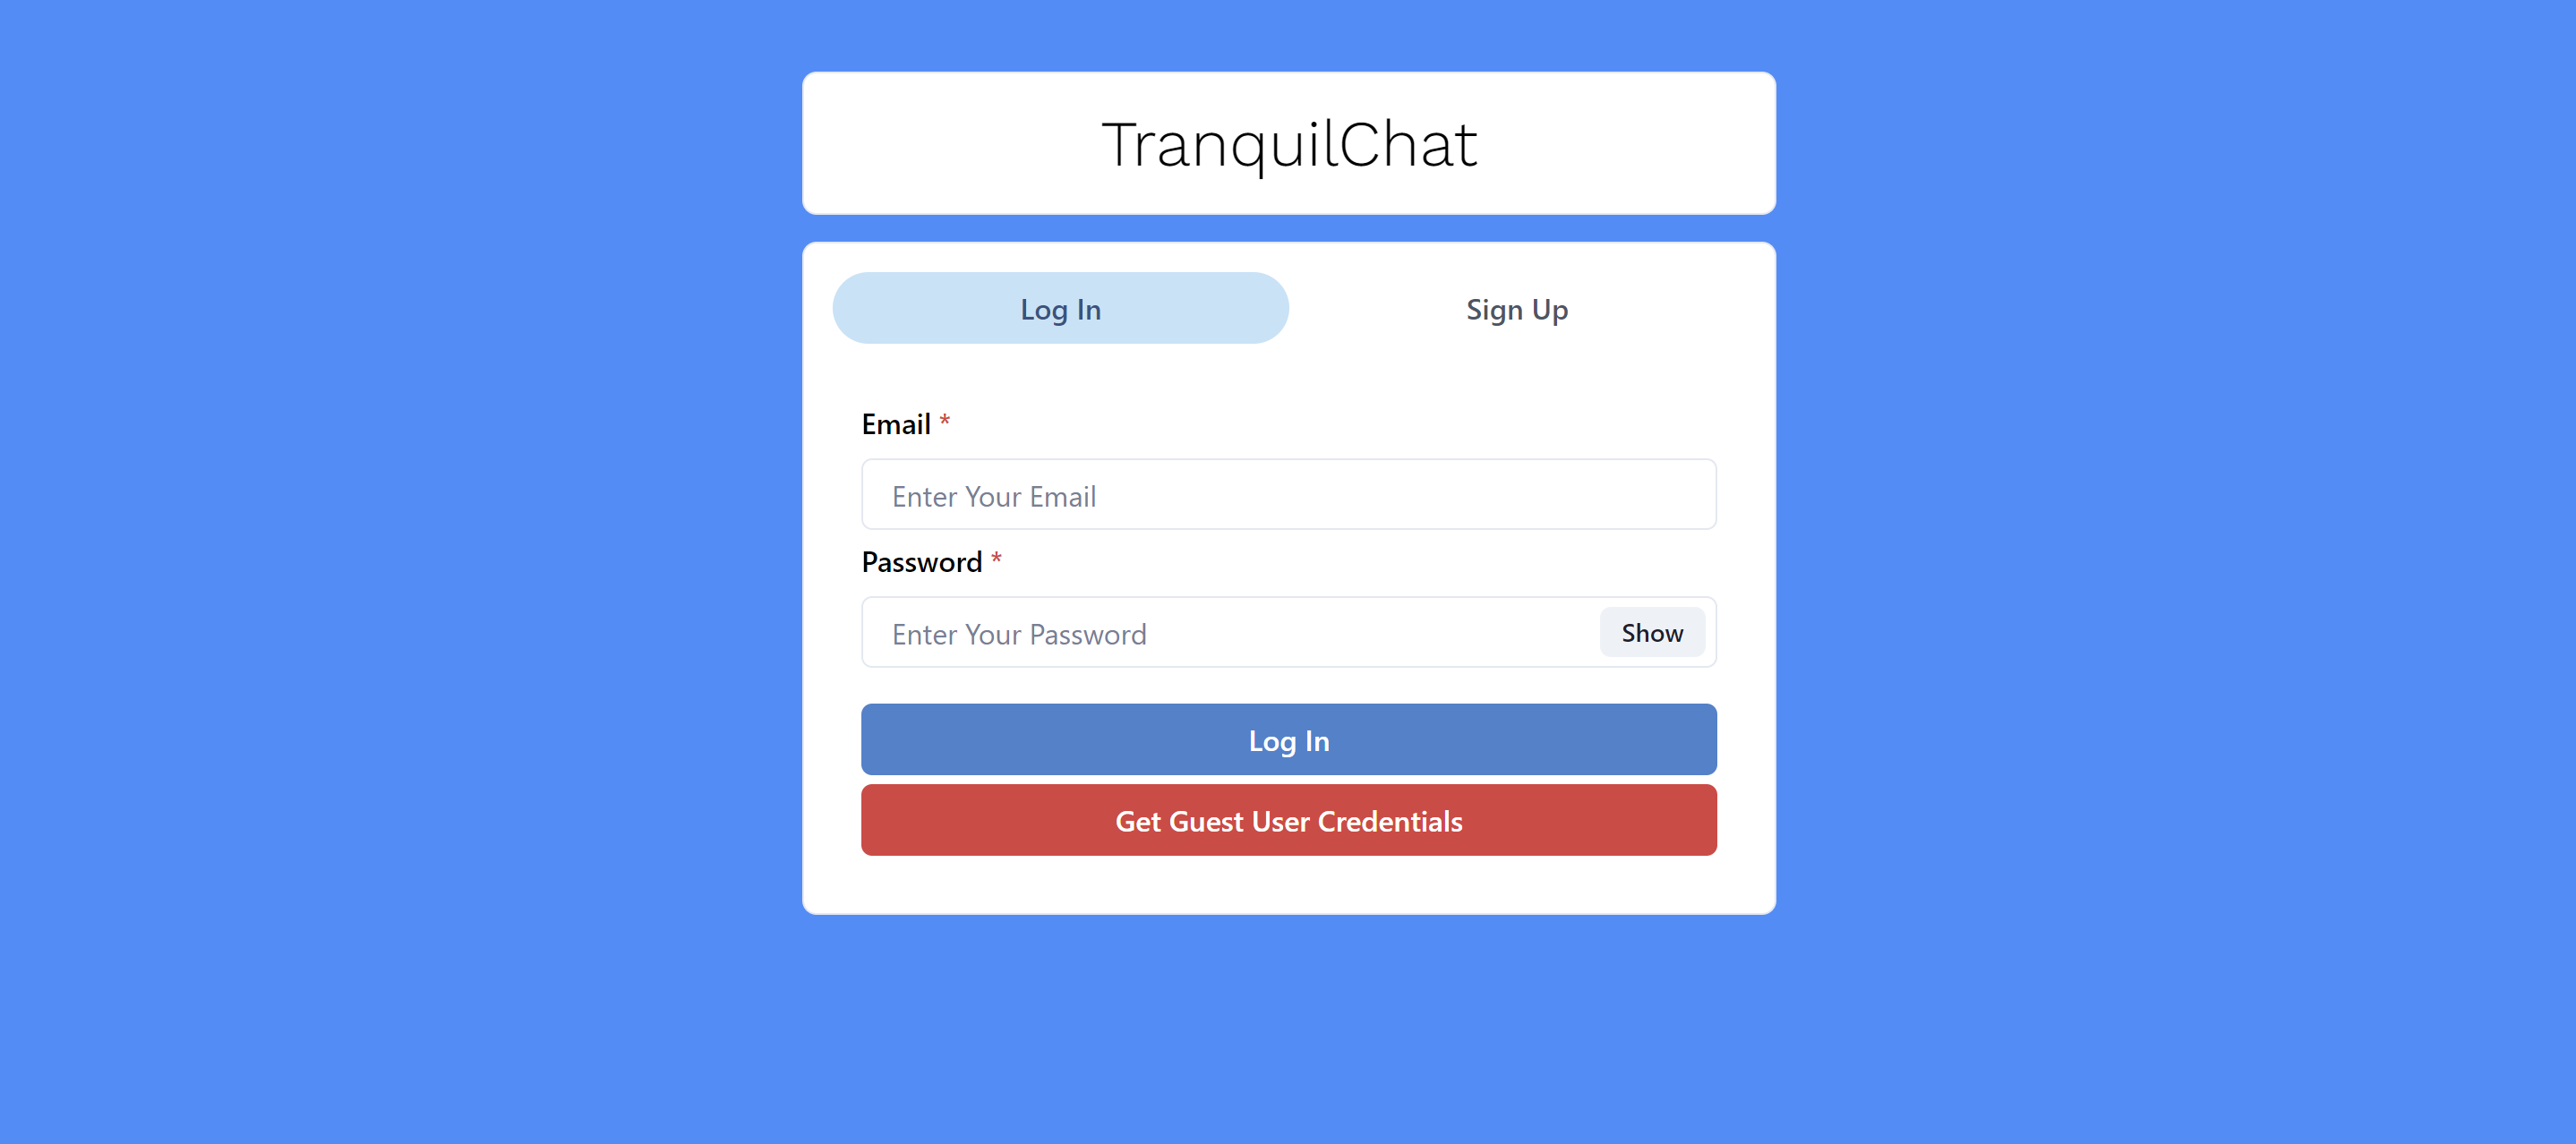 TranquilChat
Log In
Sign Up
Email *
Enter Your Email
Password *
Enter Your Password
Show
Log In
Get Guest User Credentials